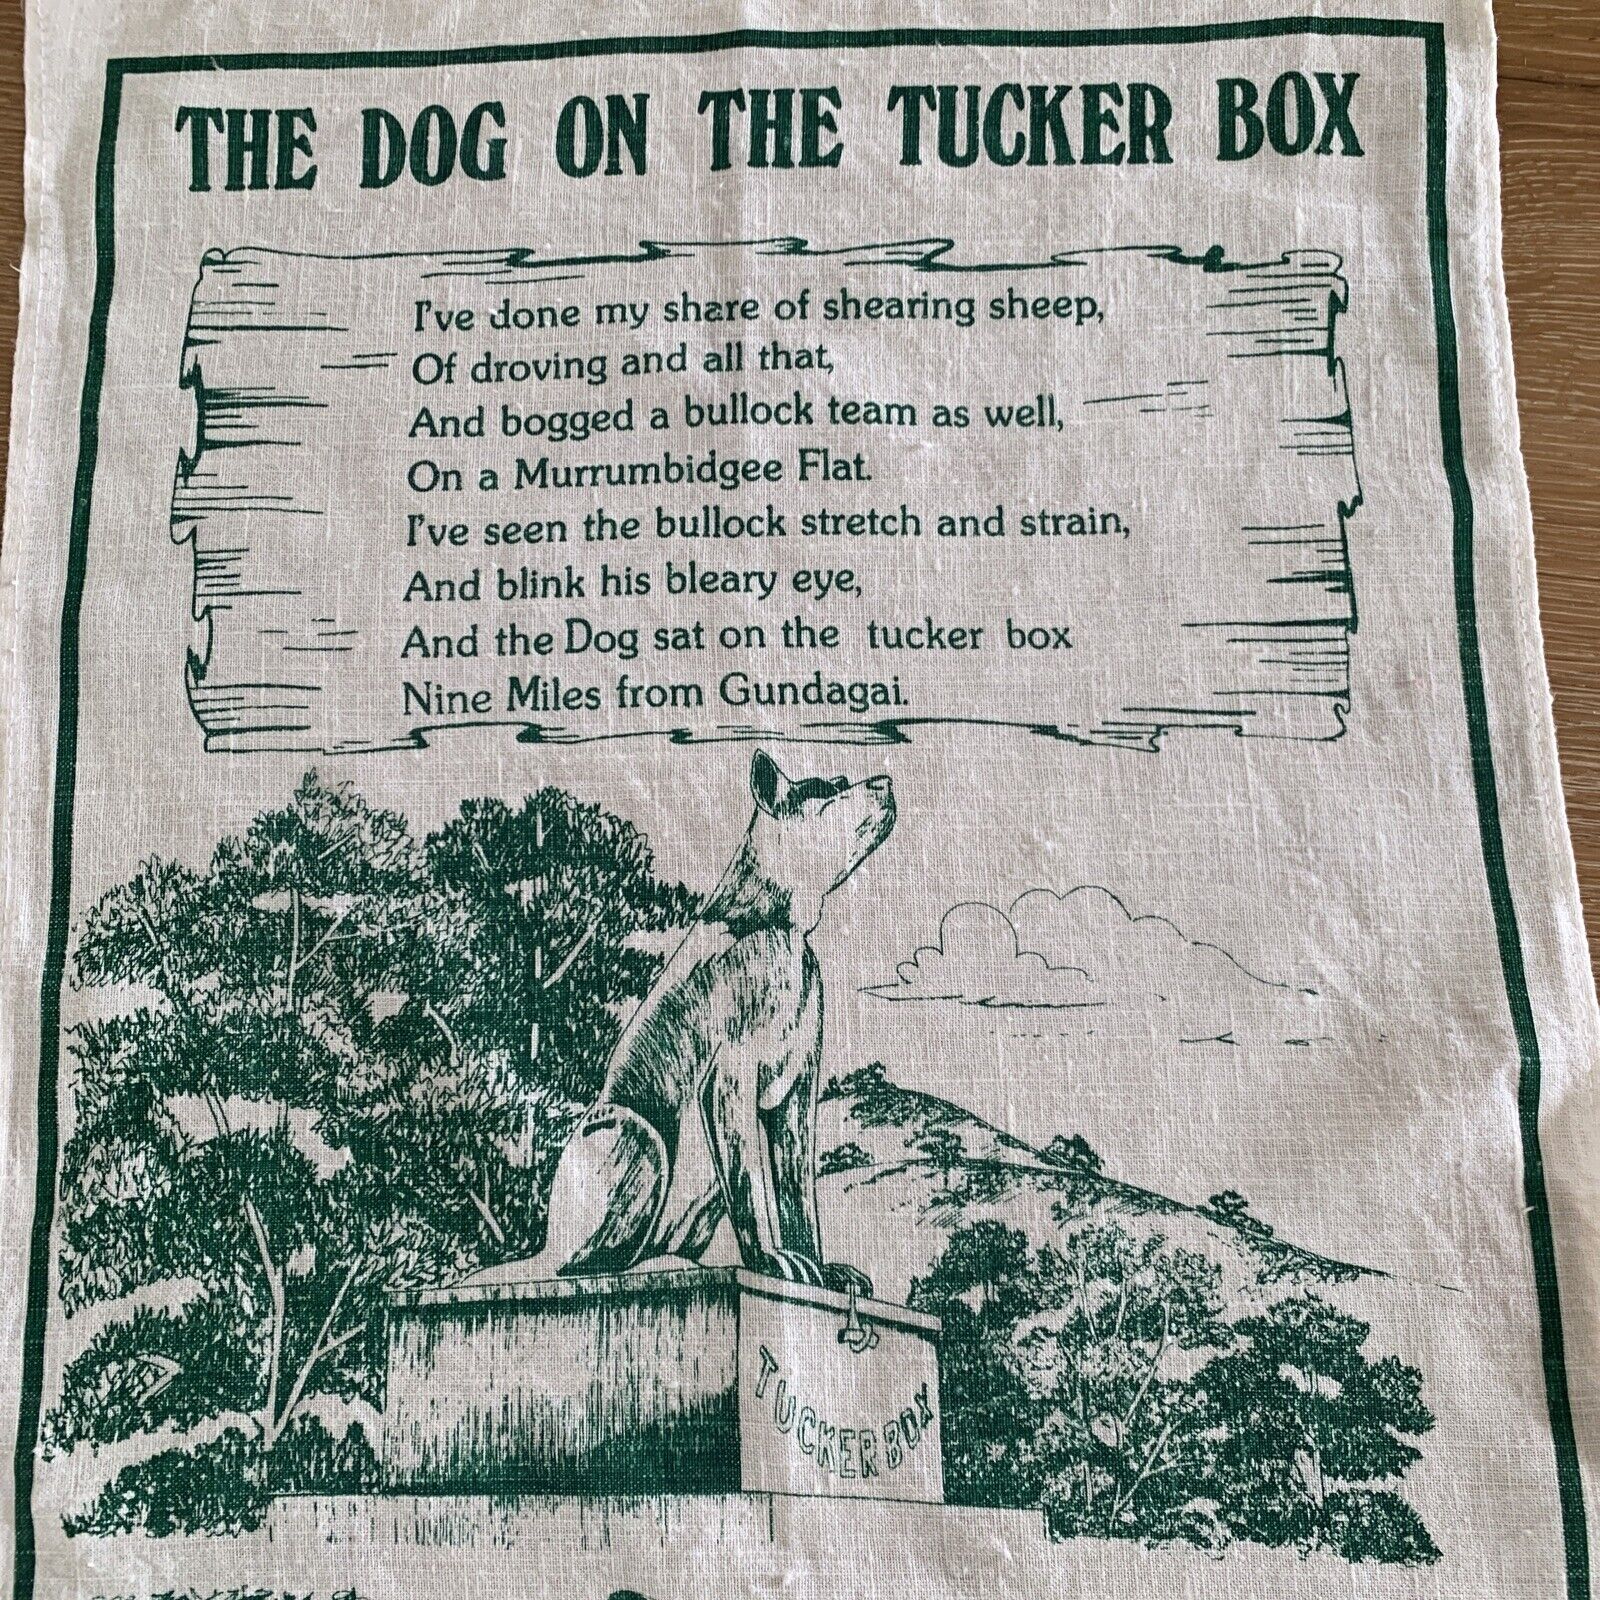 THE DOG ON THE TUCKER BOX
I've done my share of shearing sheep,
Of droving and all that,
And bogged a bullock team as well,
On a Murrumbidgee Flat.
I've seen the bullock stretch and strain,
And blink his bleary eye,
And the Dog sat on the tucker box
Nine Miles from Gundagai.
TUCKER BOX